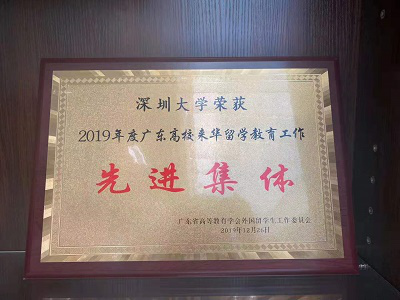 深圳大学荣获
2019年度广东高校来华留学教育工作
先进集体
广东省高等教育学会外国留学生工作委员会
2019年12月26日